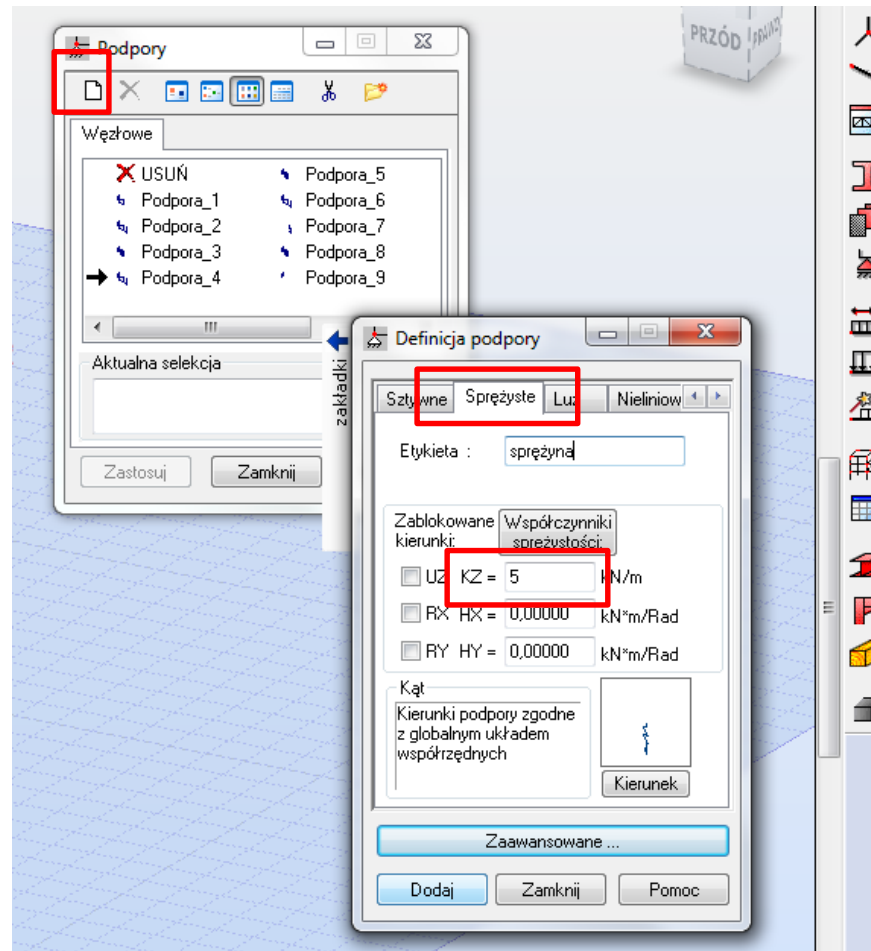 PRZÓD
PRAWO
Podpory
Węzłowe
USUŃ
Podpora_5
Podpora_1
Podpora_6
Podpora_2
Podpora_7
Podpora_3
Podpora_8
Podpora_4
Podpora_9
Aktualna selekcja
Zastosuj
Zamknij
zakładki
Definicja podpory
Sztywne
Sprężyste
Luz
Nieliniow
Etykieta :
sprężyna
Zablokowane kierunki:
Współczynniki sprężystości:
UZ KZ = 5 kN/m
RX HX = 0,00000 kN*m/Rad
RY HY = 0,00000 kN*m/Rad
Kąt
Kierunki podpory zgodne
z globalnym układem
współrzędnych
Kierunek
Zaawansowane ...
Dodaj
Zamknij
Pomoc